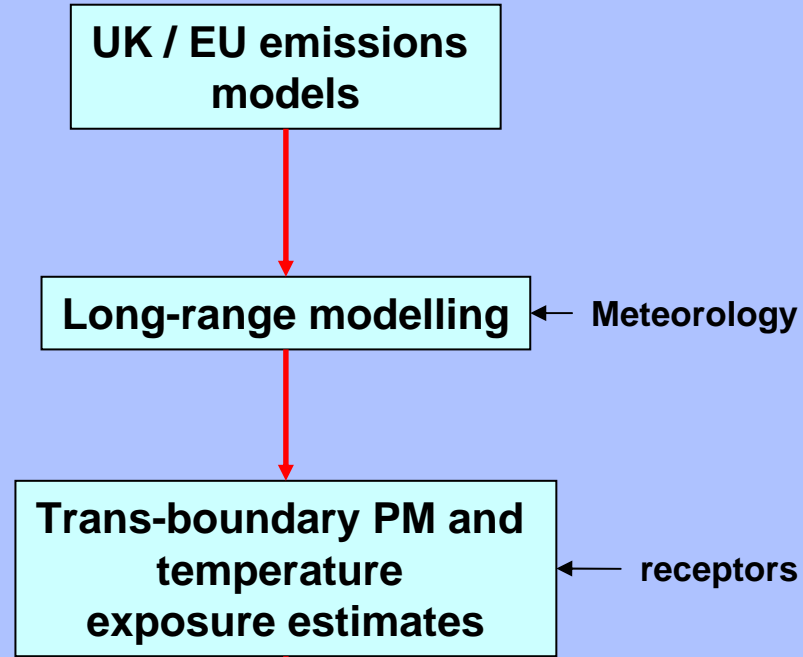 UK / EU emissions
models
Long-range modelling
Meteorology
Trans-boundary PM and
temperature
exposure estimates
receptors